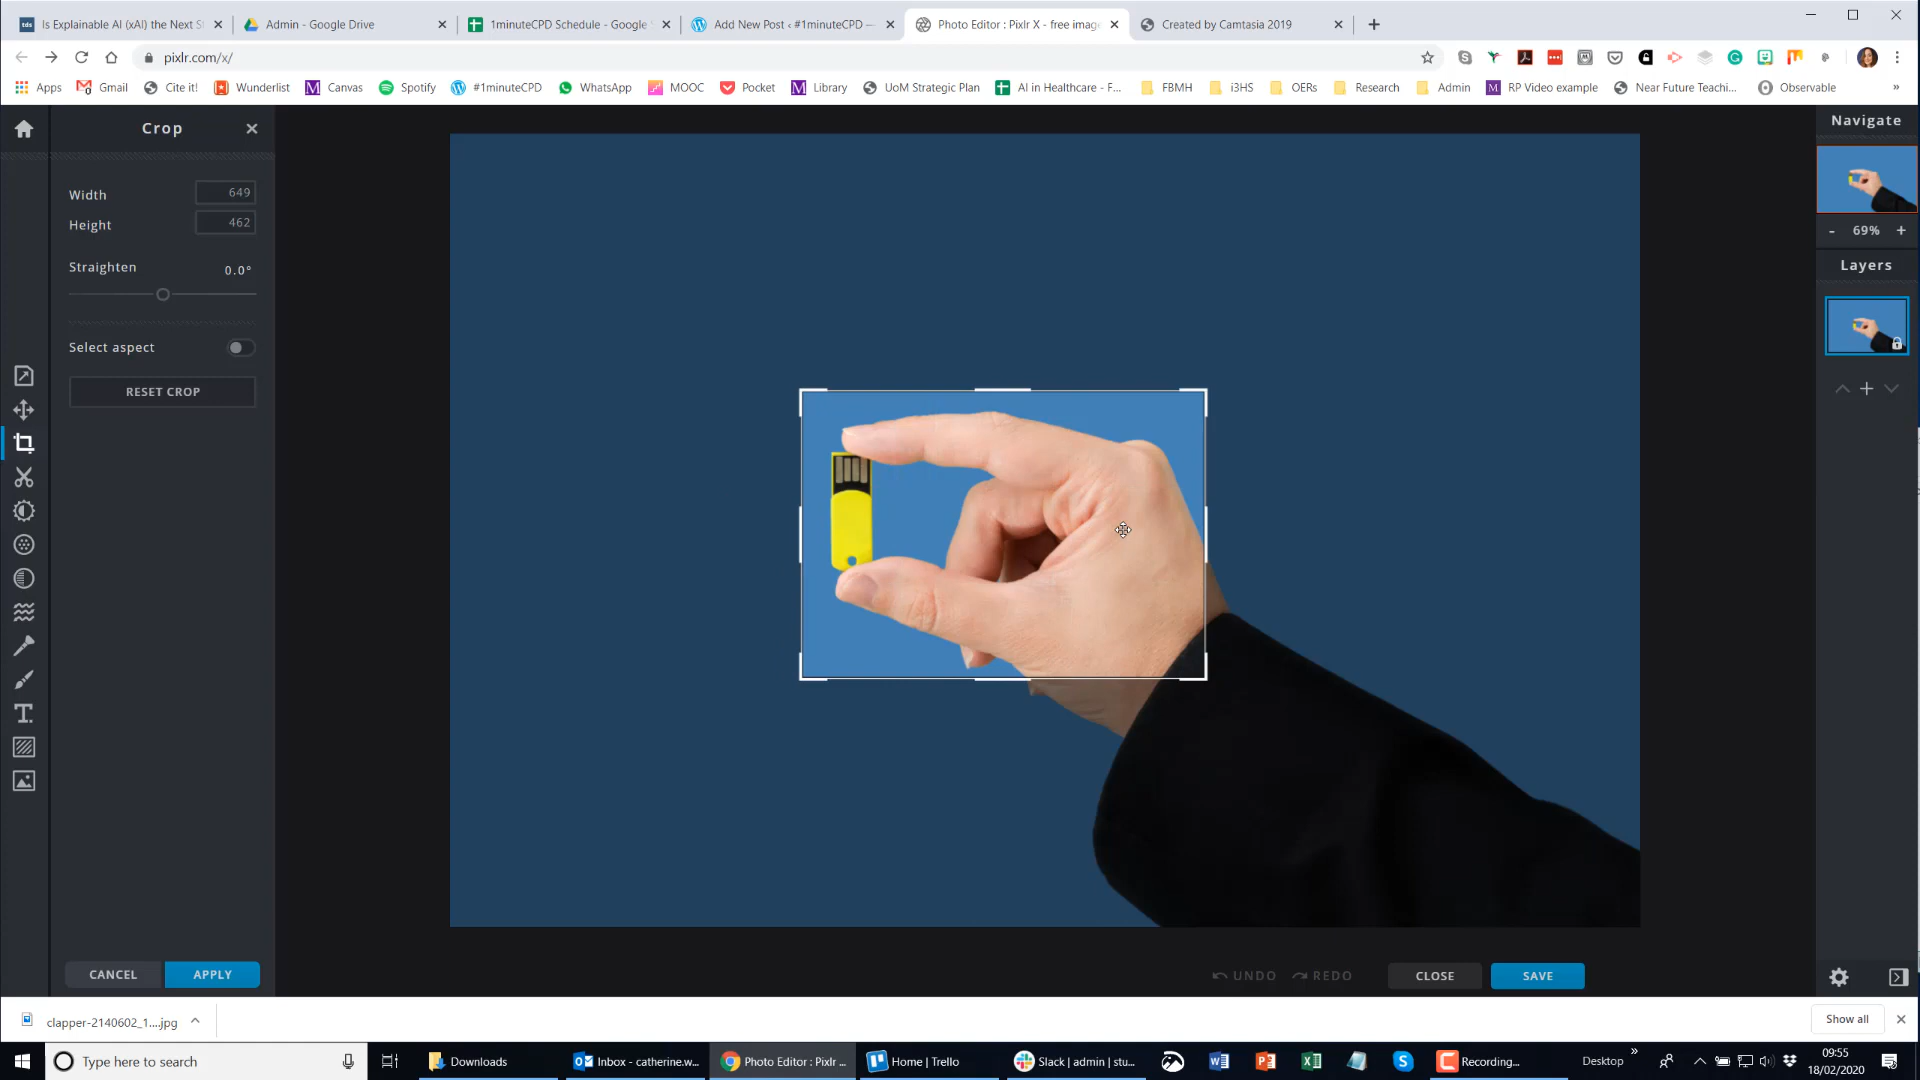 Is Explainable AI (xAI) the Next St
Admin - Google Drive
1minuteCPD Schedule - Google S
Add New Post ‹ #1minuteCPD —
Photo Editor : Pixlr X - free imag
Created by Camtasia 2019
pixlr.com/x/
Apps
Gmail
Cite it!
Wunderlist
Canvas
Spotify
#1minuteCPD
WhatsApp
MOOC
Pocket
Library
UoM Strategic Plan
AI in Healthcare - F...
FBMH
i3HS
OERs
Research
Admin
RP Video example
Near Future Teachi...
Observable
»
Crop
Navigate
Width 649
Height 462
69%
Straighten 0.0°
Layers
Select aspect
RESET CROP
CANCEL
APPLY
UNDO
REDO
CLOSE
SAVE
clapper-2140602_1....jpg
Show all
Type here to search
Downloads
Inbox - catherine.w...
Photo Editor : Pixlr ...
Home | Trello
Slack | admin | stu...
Recording...
Desktop
»
09:55
18/02/2020